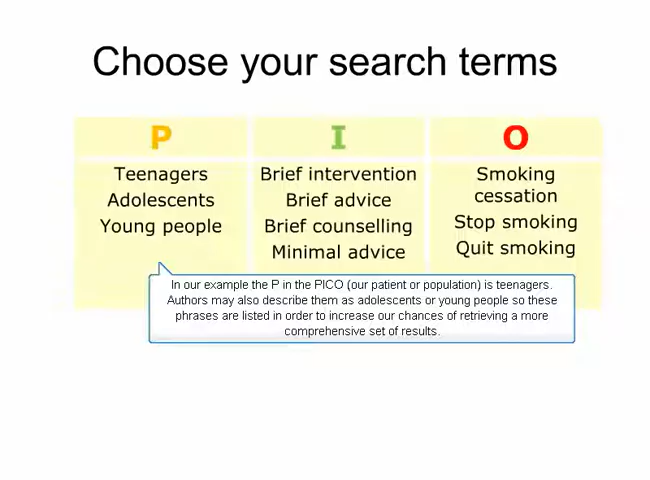 Choose your search terms
P
I
O
Teenagers
Adolescents
Young people
Brief intervention
Brief advice
Brief counselling
Minimal advice
Smoking
cessation
Stop smoking
Quit smoking
In our example the P in the PICO (our patient or population) is teenagers.
Authors may also describe them as adolescents or young people so these
phrases are listed in order to increase our chances of retrieving a more
comprehensive set of results.